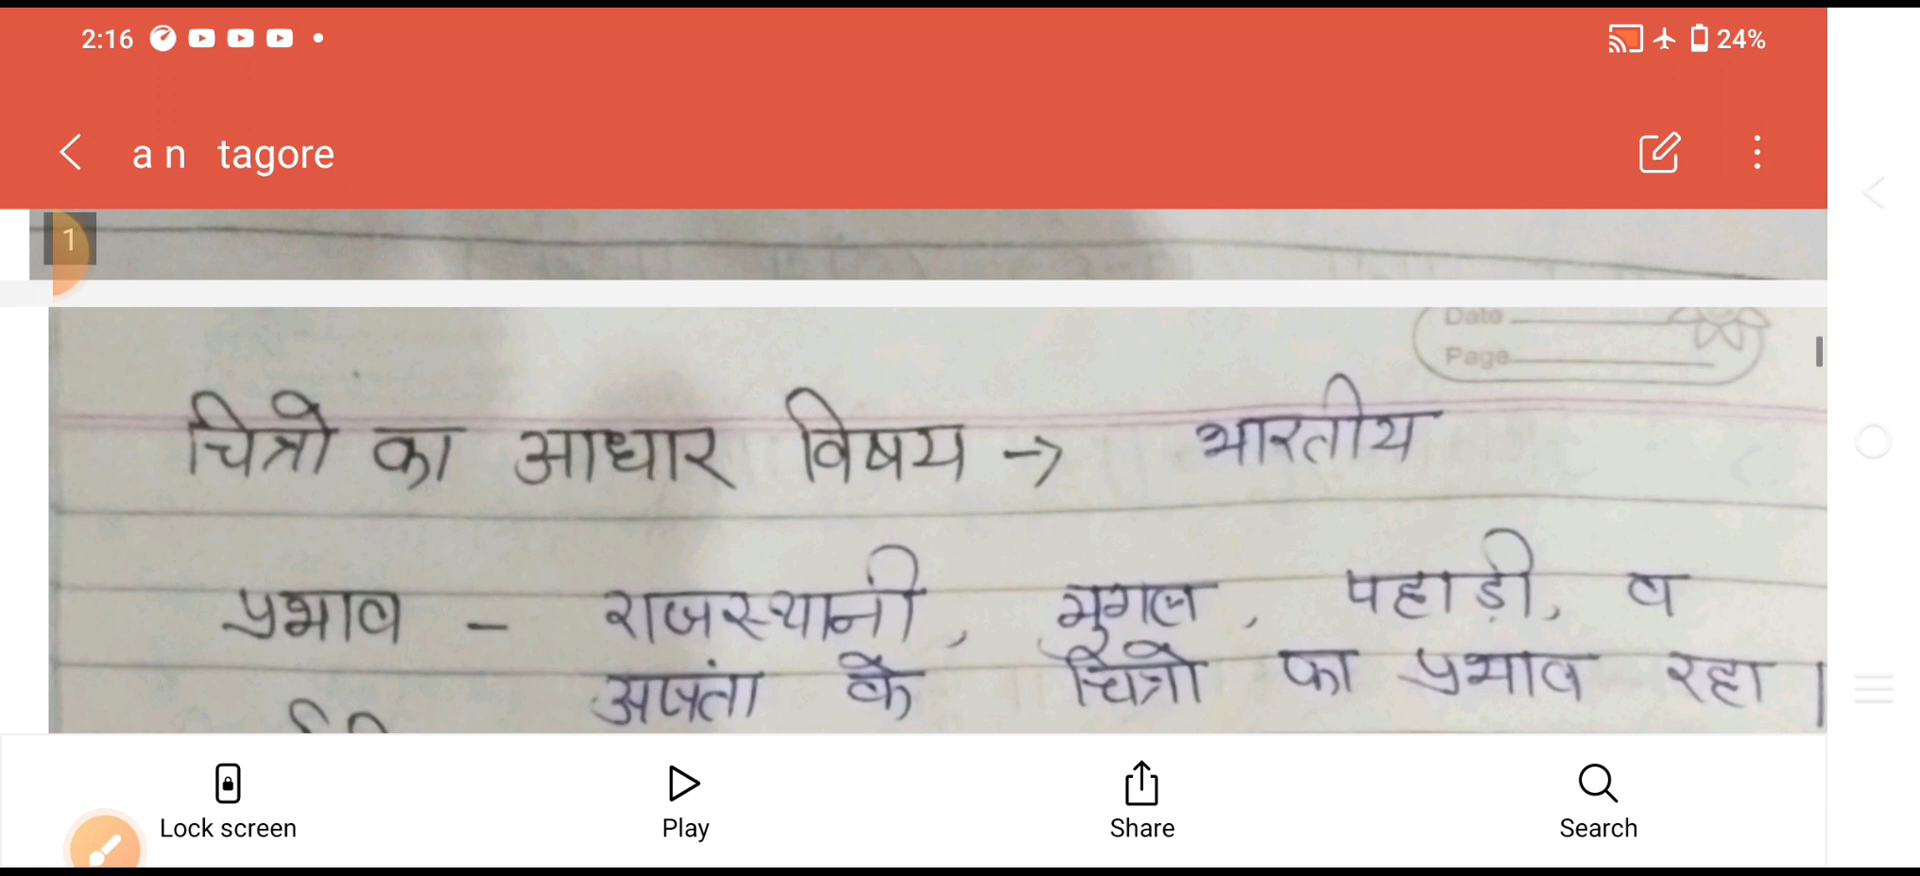 2:16 24%
a n tagore
1
Date
Page
चित्रो का आधार विषय → भारतीय
प्रभाव - राजस्थानी, मुगल, पहाड़ी, व
अजंता के चित्रो का प्रभाव रहा।
Lock screen Play Share Search